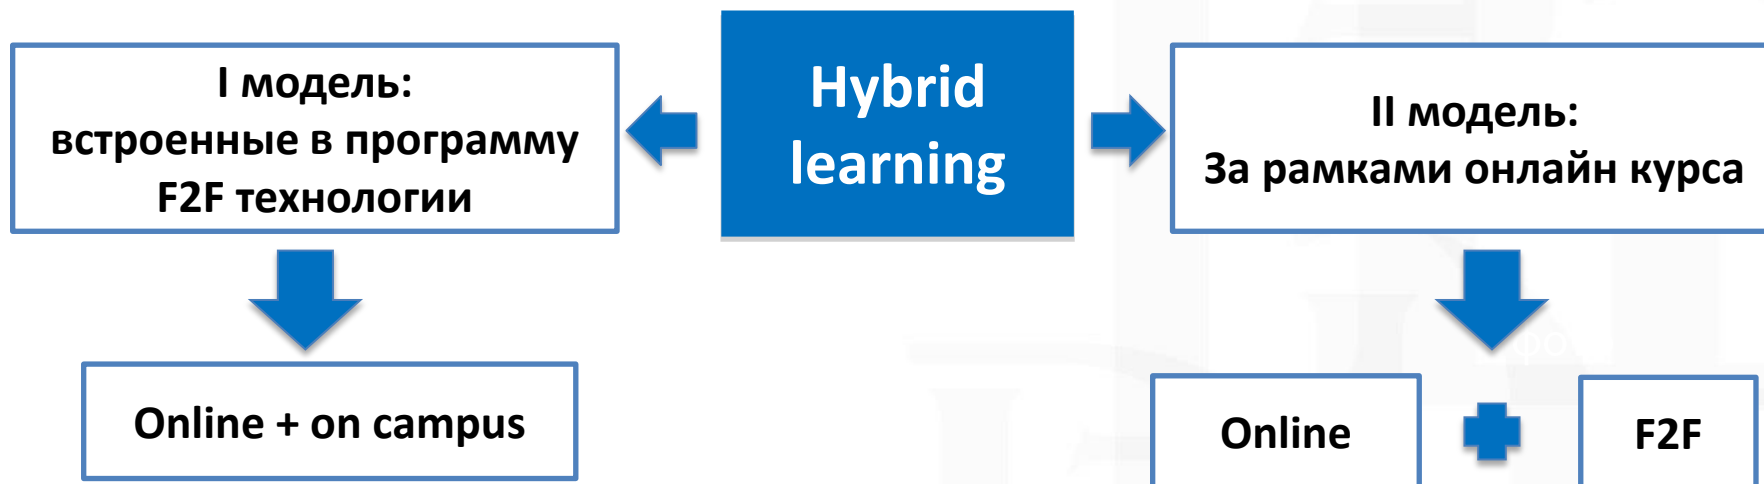 I модель:
встроенные в программу
F2F технологии
Hybrid
learning
II модель:
За рамками онлайн курса
Online + on campus
Online
F2F